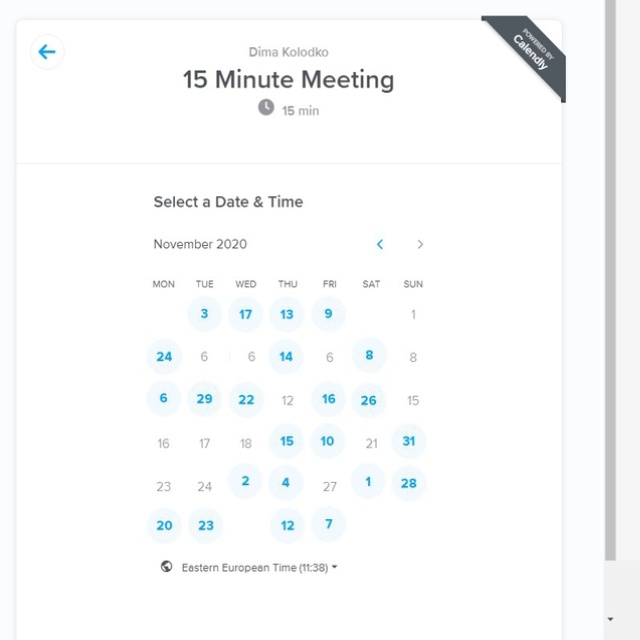 POWERED BY
Calendly
Dima Kolodko
15 Minute Meeting
15 min
Select a Date & Time
November 2020
MON TUE WED THU FRI SAT SUN
3 17 13 9 1
24 6 6 14 6 8 8
6 29 22 12 16 26 15
16 17 18 15 10 21 31
23 24 2 4 27 1 28
20 23 12 7
Eastern European Time (11:38)